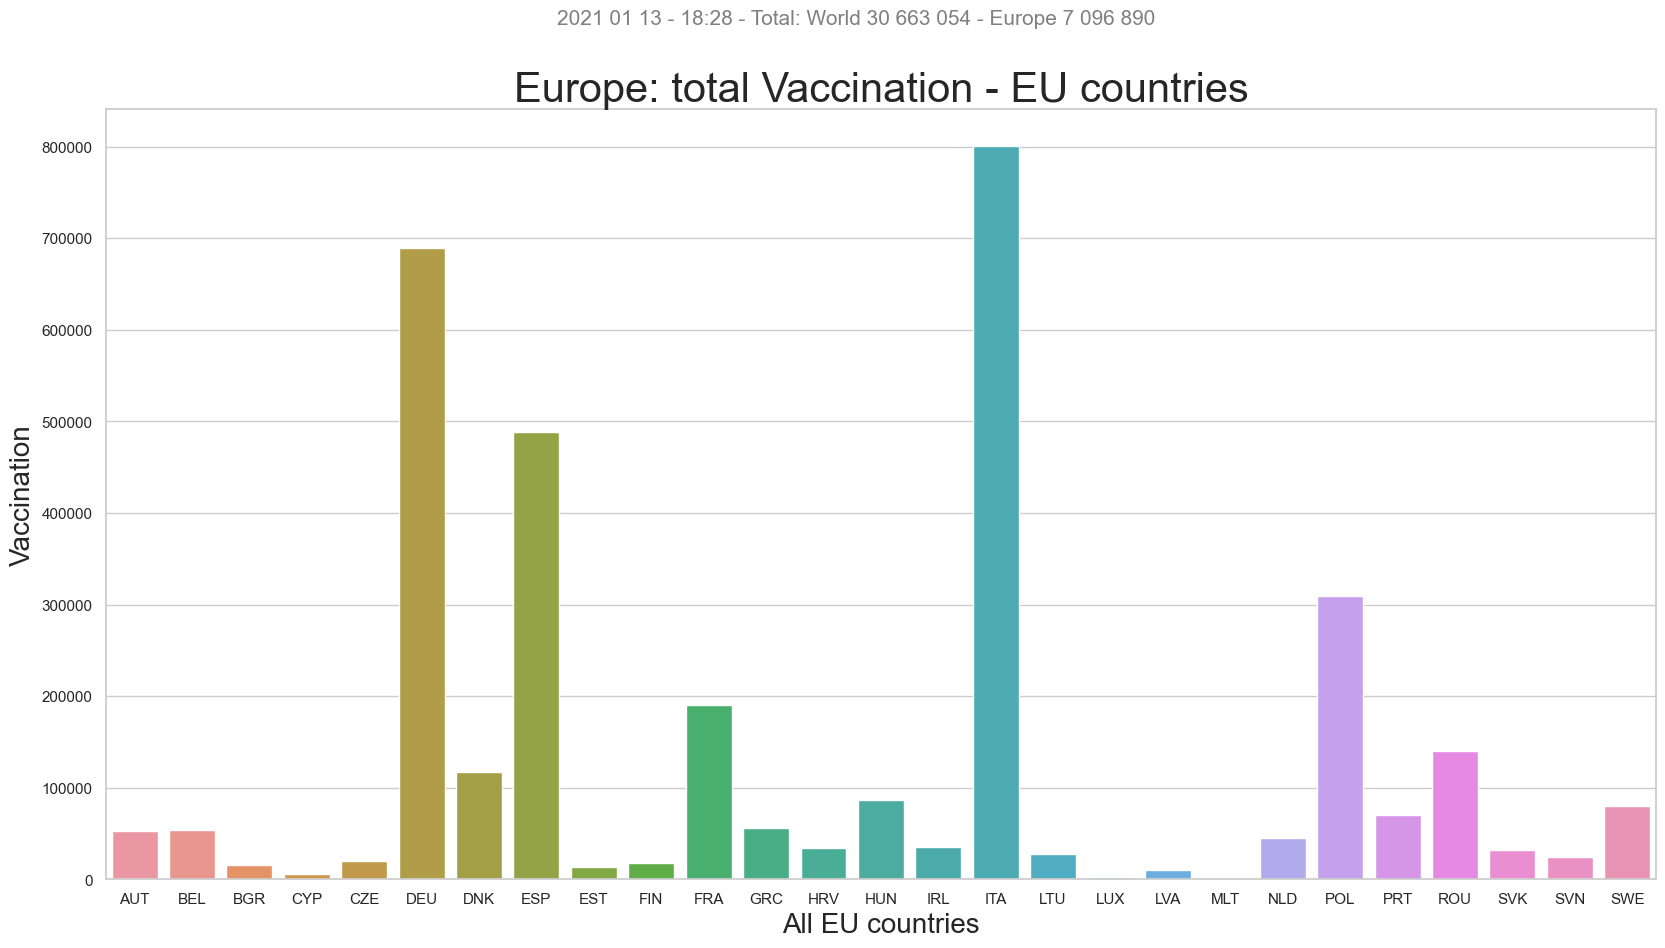 2021 01 13 - 18:28 - Total: World 30 663 054 - Europe 7 096 890
Europe: total Vaccination - EU countries
800000
700000
600000
500000
400000
300000
200000
100000
0
Vaccination
AUT BEL BGR CYP CZE DEU DNK ESP EST FIN FRA GRC HRV HUN IRL ITA LTU LUX LVA MLT NLD POL PRT ROU SVK SVN SWE
All EU countries